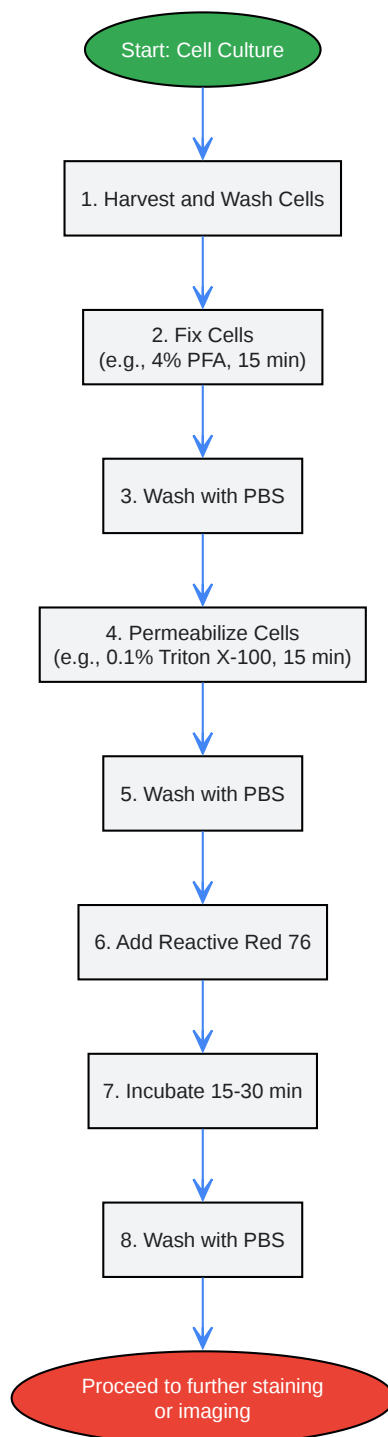 Start: Cell Culture
1. Harvest and Wash Cells
2. Fix Cells
(e.g., 4% PFA, 15 min)
3. Wash with PBS
4. Permeabilize Cells
(e.g., 0.1% Triton X-100, 15 min)
5. Wash with PBS
6. Add Reactive Red 76
7. Incubate 15-30 min
8. Wash with PBS
Proceed to further staining
or imaging